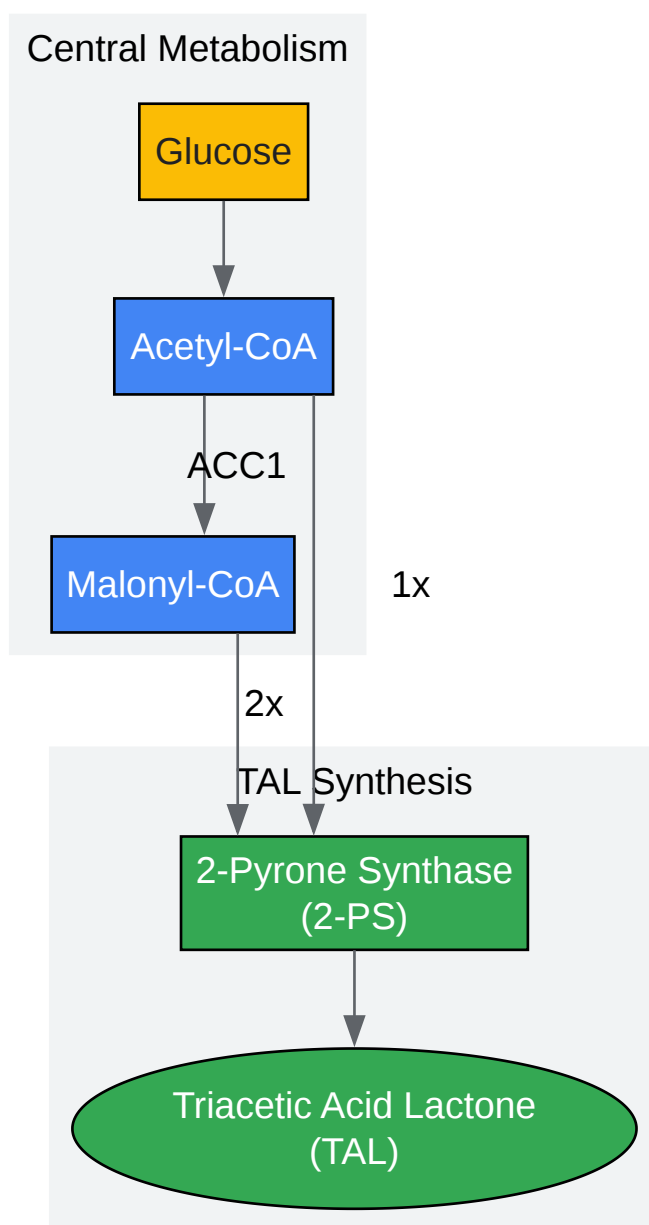 Central Metabolism
Glucose
Acetyl-CoA
ACC1
Malonyl-CoA
1x
2x
TAL Synthesis
2-Pyrone Synthase
(2-PS)
Triacetic Acid Lactone
(TAL)